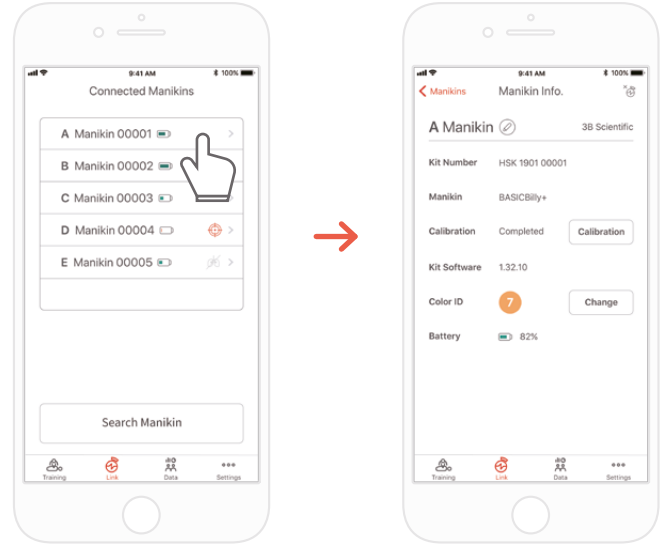 9:41 AM
100%
Connected Manikins
A Manikin 00001
B Manikin 00002
C Manikin 00003
D Manikin 00004
E Manikin 00005
Search Manikin
Training Link Data Settings
9:41 AM
100%
Manikins Manikin Info.
A Manikin 3B Scientific
Kit Number HSK 1901 00001
Manikin BASICBilly+
Calibration Completed Calibration
Kit Software 1.32.10
Color ID 7 Change
Battery 82%
Training Link Data Settings